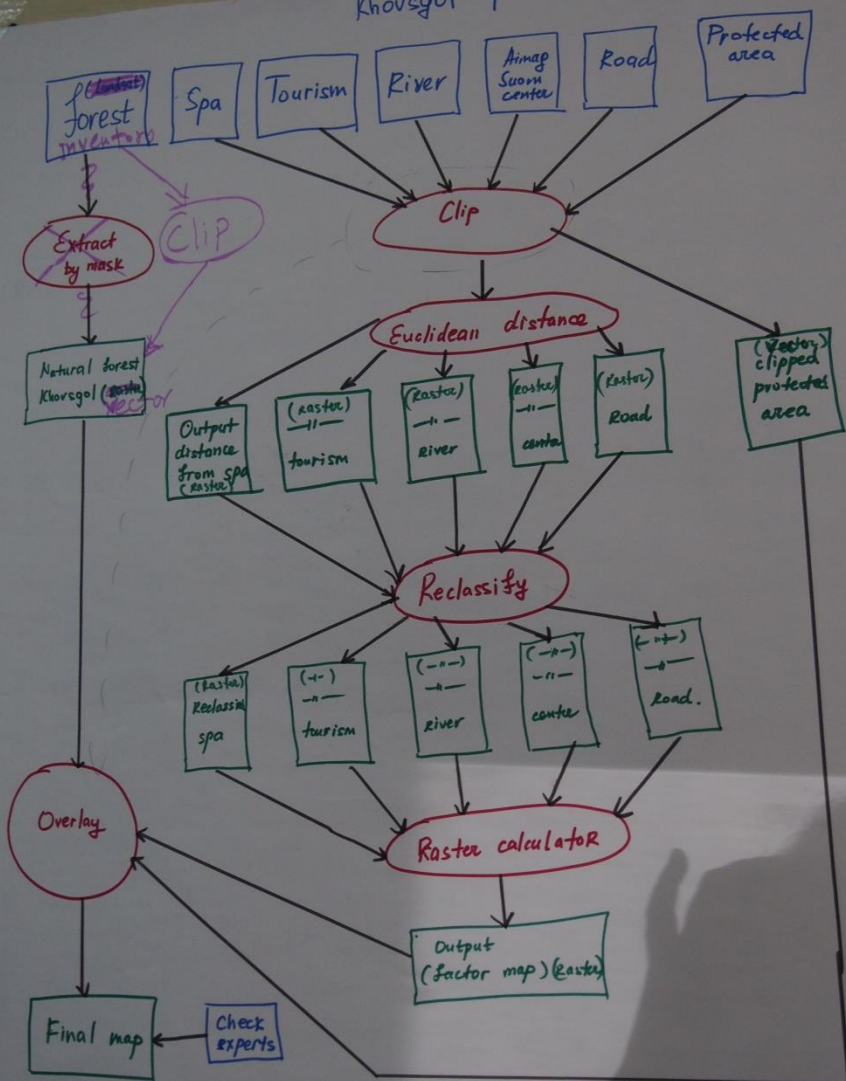 Khovsgol
forest
inventory
Spa
Tourism
River
Aimag
Suom
center
Road
Protected
area
Extract
by mask
Clip
Clip
Euclidean distance
Natural forest
Khovsgol (
Vector
Output
distance
from spa
(Raster)
(Raster)
—〃—
tourism
(Raster)
—〃—
River
(Raster)
—〃—
(Raster)
Road
(Vector)
clipped
protected
area
Reclassify
(Raster)
spa
—〃—
tourism
(—〃—)
—〃—
river
(—〃—)
—〃—
center
(—〃—)
—〃—
Road.
Overlay
Raster calculatoR
Output
(factor map) (Raster)
Final map
Check
experts